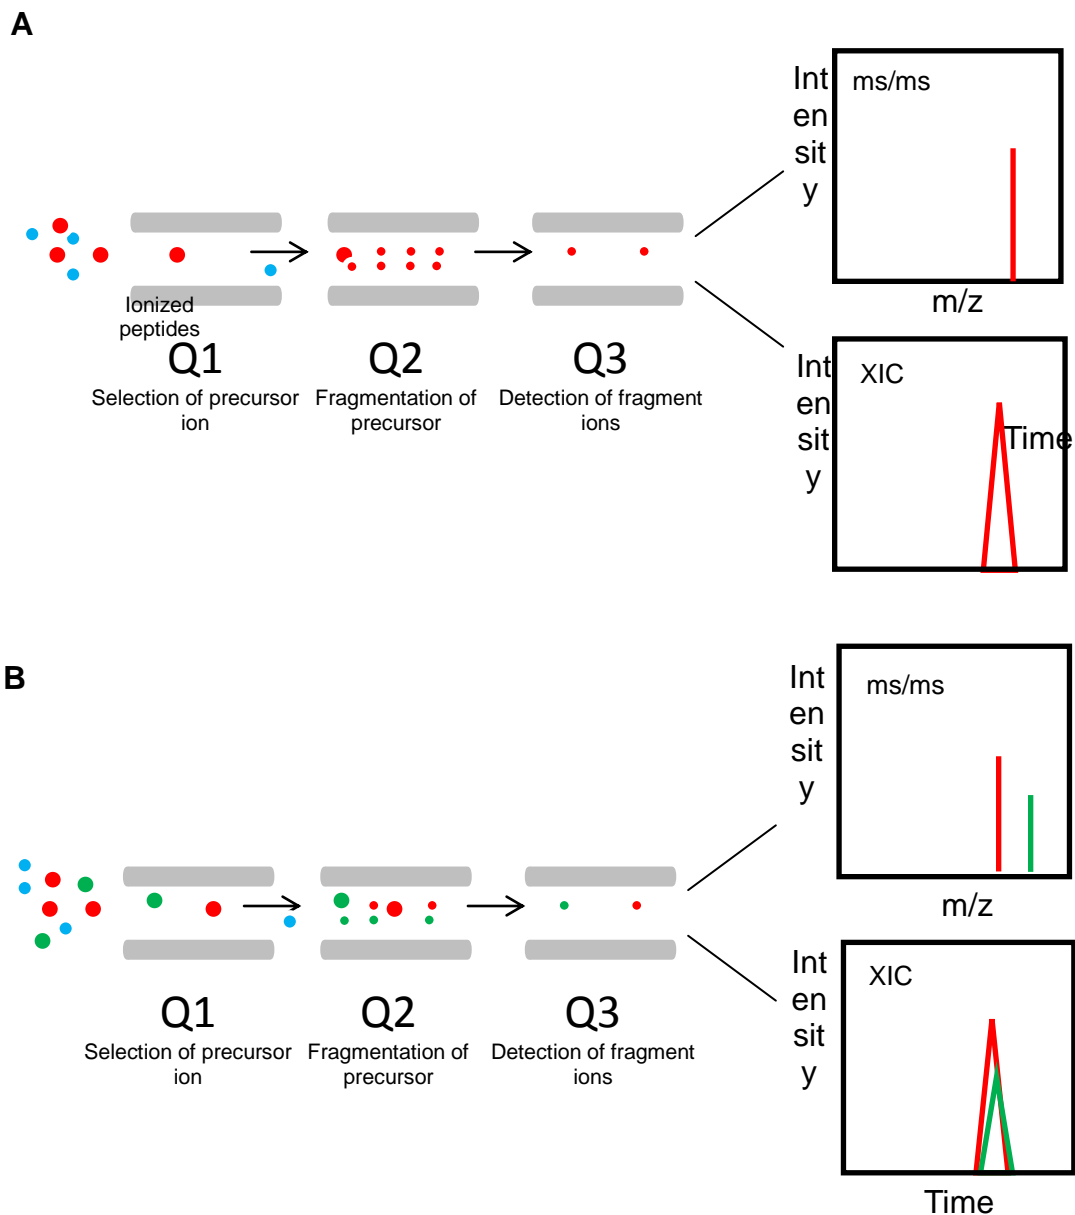 A
Int
en
sit
y
ms/ms
m/z
Ionized
peptides
Q1
Q2
Q3
Selection of precursor
ion
Fragmentation of
precursor
Detection of fragment
ions
Int
en
sit
y
XIC
Time
B
Int
en
sit
y
ms/ms
m/z
Q1
Q2
Q3
Selection of precursor
ion
Fragmentation of
precursor
Detection of fragment
ions
Int
en
sit
y
XIC
Time